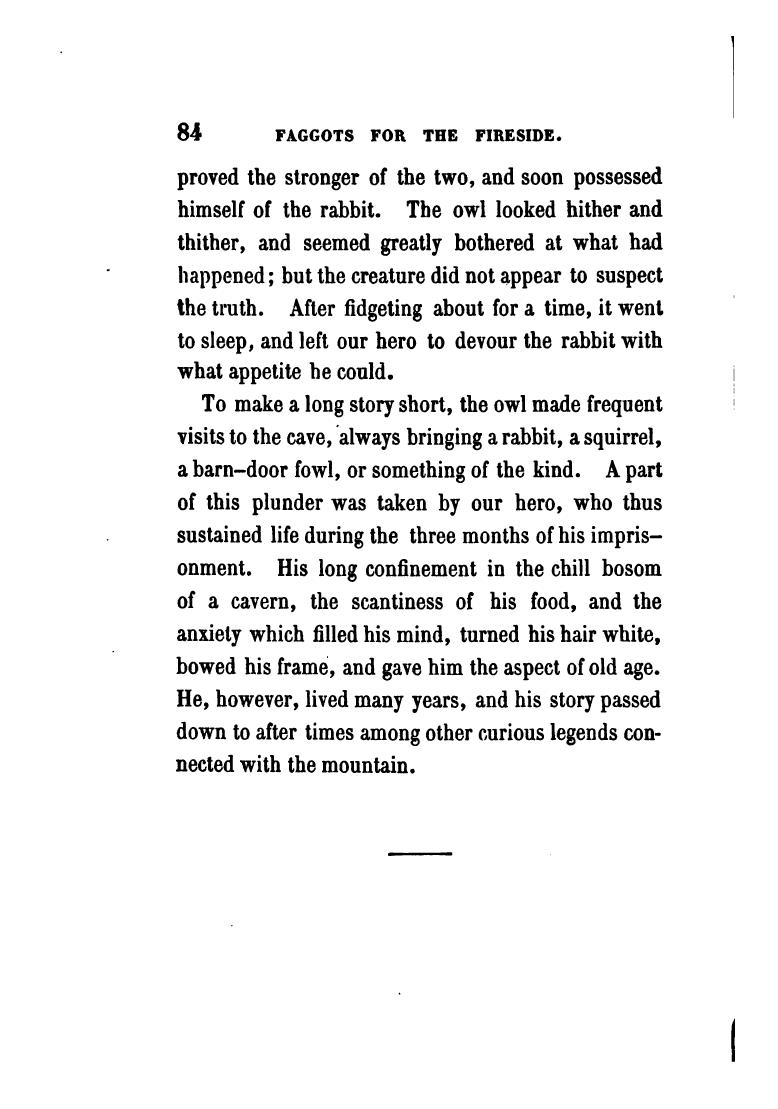 84 FAGGOTS FOR THE FIRESIDE.
proved the stronger of the two, and soon possessed
himself of the rabbit. The owl looked hither and
thither, and seemed greatly bothered at what had
happened; but the creature did not appear to suspect
the truth. After fidgeting about for a time, it went
to sleep, and left our hero to devour the rabbit with
what appetite he could.
To make a long story short, the owl made frequent
visits to the cave, always bringing a rabbit, a squirrel,
a barn-door fowl, or something of the kind. A part
of this plunder was taken by our hero, who thus
sustained life during the three months of his impris-
onment. His long confinement in the chill bosom
of a cavern, the scantiness of his food, and the
anxiety which filled his mind, turned his hair white,
bowed his frame, and gave him the aspect of old age.
He, however, lived many years, and his story passed
down to after times among other curious legends con-
nected with the mountain.